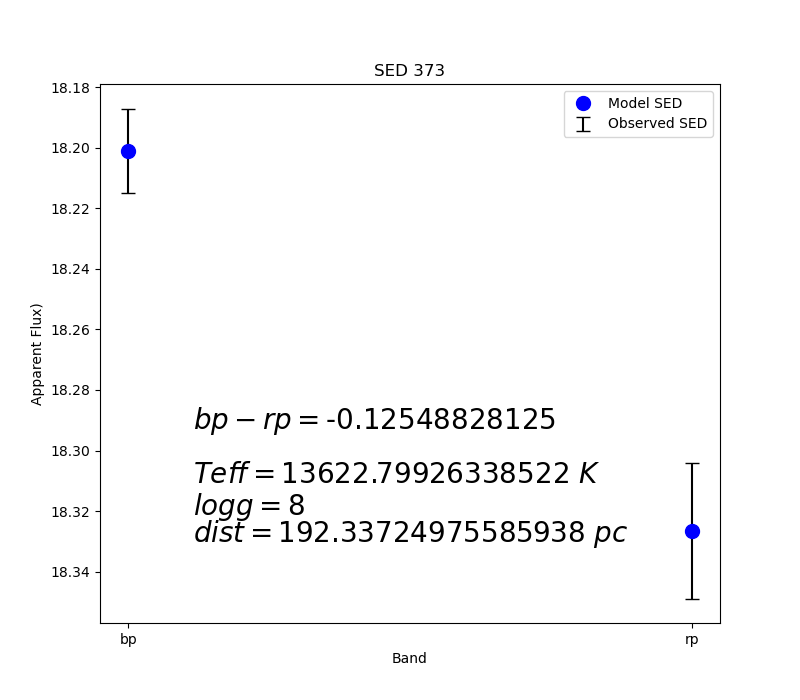 SED 373
Model SED
Observed SED
18.18
18.20
18.22
18.24
18.26
18.28
18.30
18.32
18.34
Apparent Flux)
bp − rp = -0.12548828125
Teff = 13622.79926338522 K
logg = 8
dist = 192.33724975585938 pc
bp
rp
Band